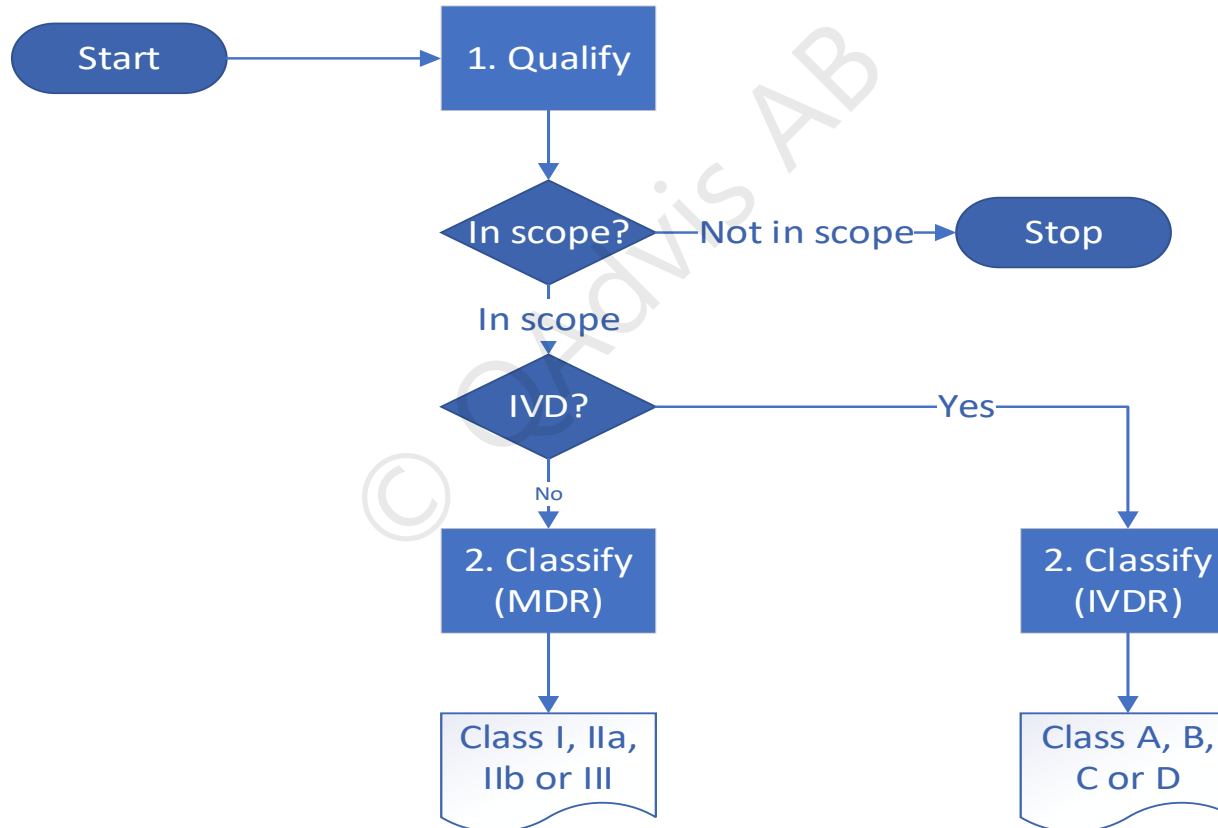 Start
1. Qualify
In scope?
Not in scope
Stop
In scope
IVD?
Yes
No
2. Classify
(MDR)
2. Classify
(IVDR)
Class I, IIa,
IIb or III
Class A, B,
C or D
© QAdvis AB